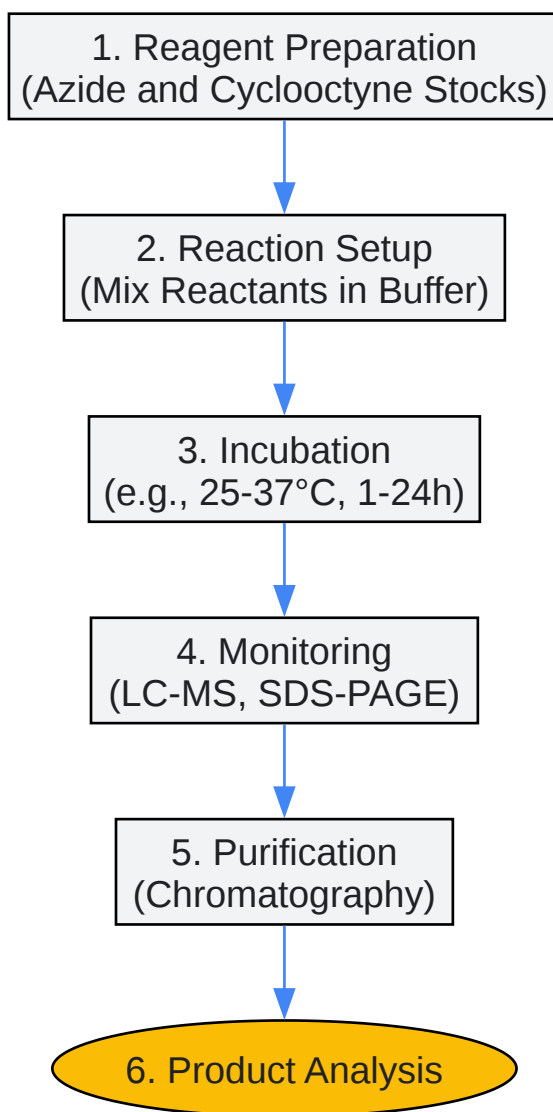 1. Reagent Preparation
(Azide and Cyclooctyne Stocks)
2. Reaction Setup
(Mix Reactants in Buffer)
3. Incubation
(e.g., 25-37°C, 1-24h)
4. Monitoring
(LC-MS, SDS-PAGE)
5. Purification
(Chromatography)
6. Product Analysis